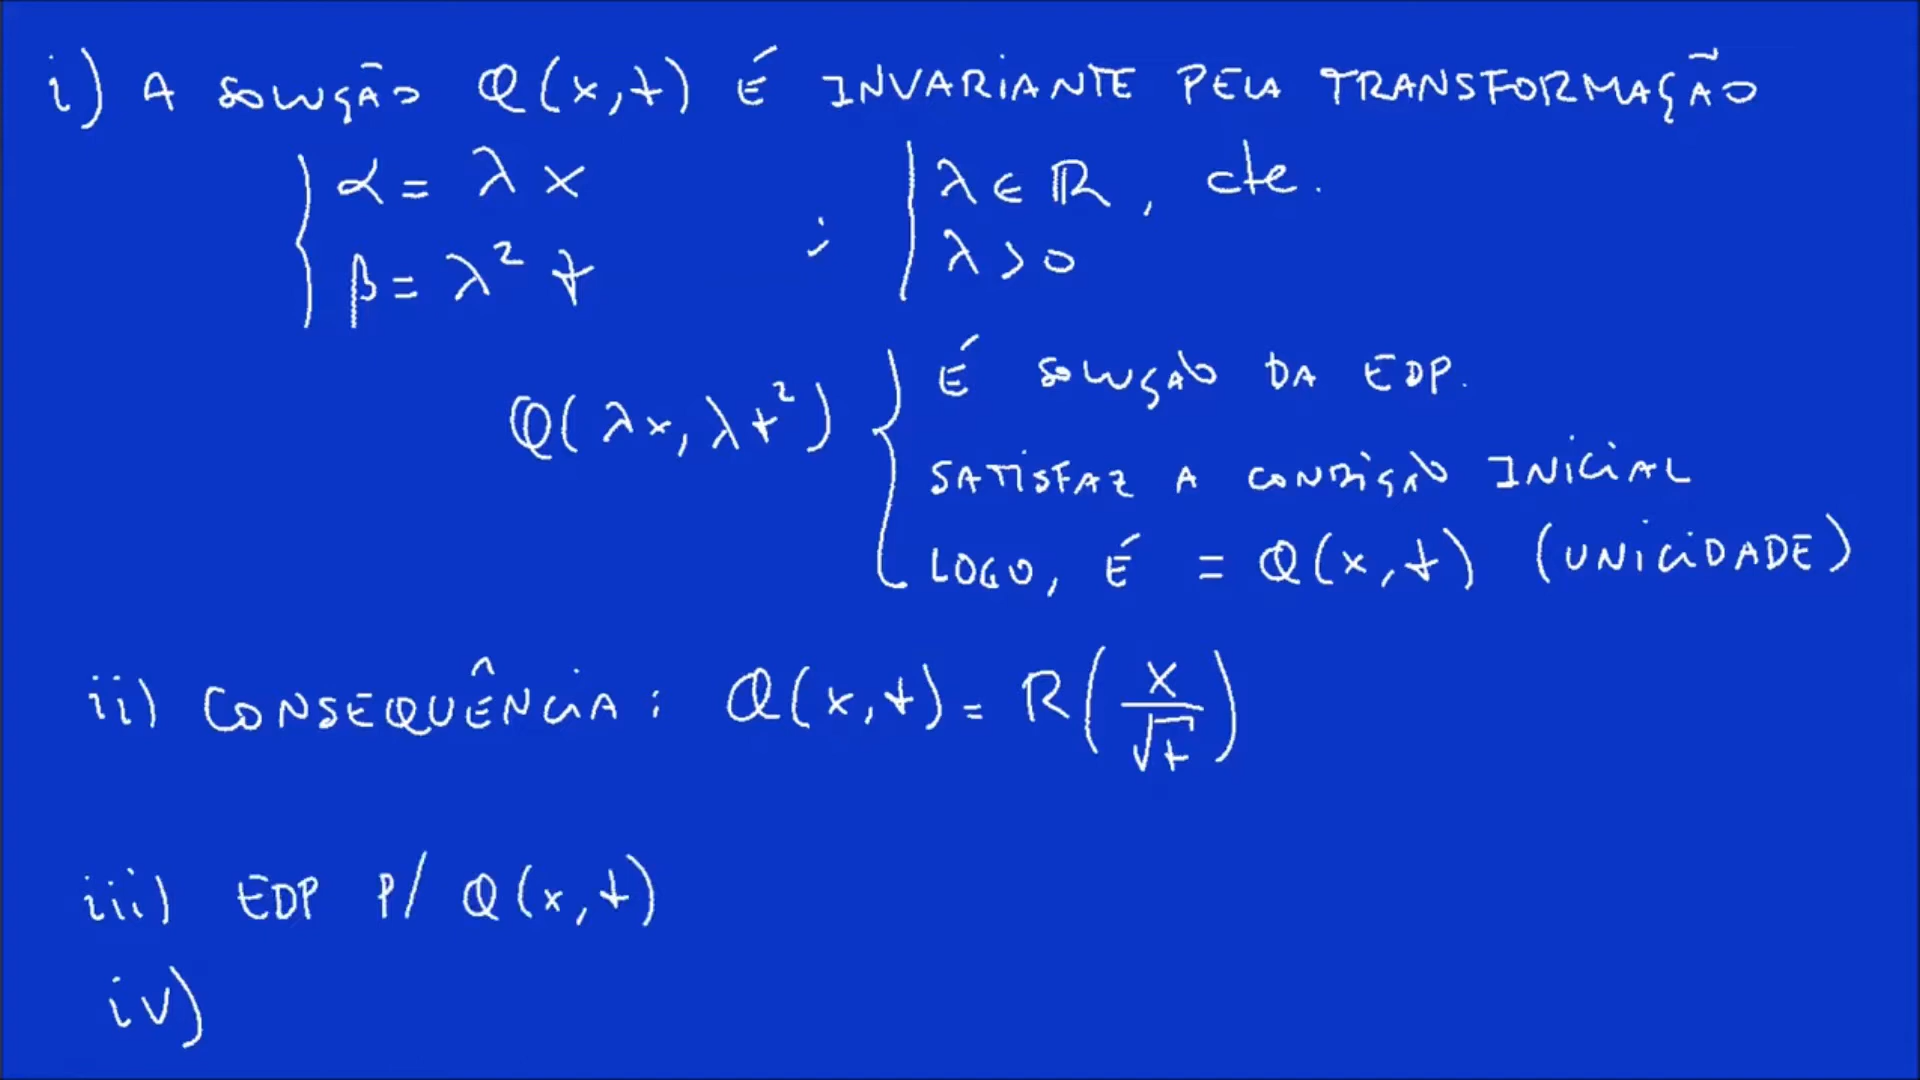 i) A SOLUÇÃO Q(x,t) É INVARIANTE PELA TRANSFORMAÇÃO
α = λx ; λ ∈ ℝ, cte.
β = λ² t λ > 0
É SOLUÇÃO DA EDP.
Q(λx, λt²) SATISFAZ A CONDIÇÃO INICIAL
LOGO, É = Q(x,t) (UNICIDADE)
ii) CONSEQUÊNCIA: Q(x,t) = R(x/√t)
iii) EDP P/ Q(x,t)
iv)